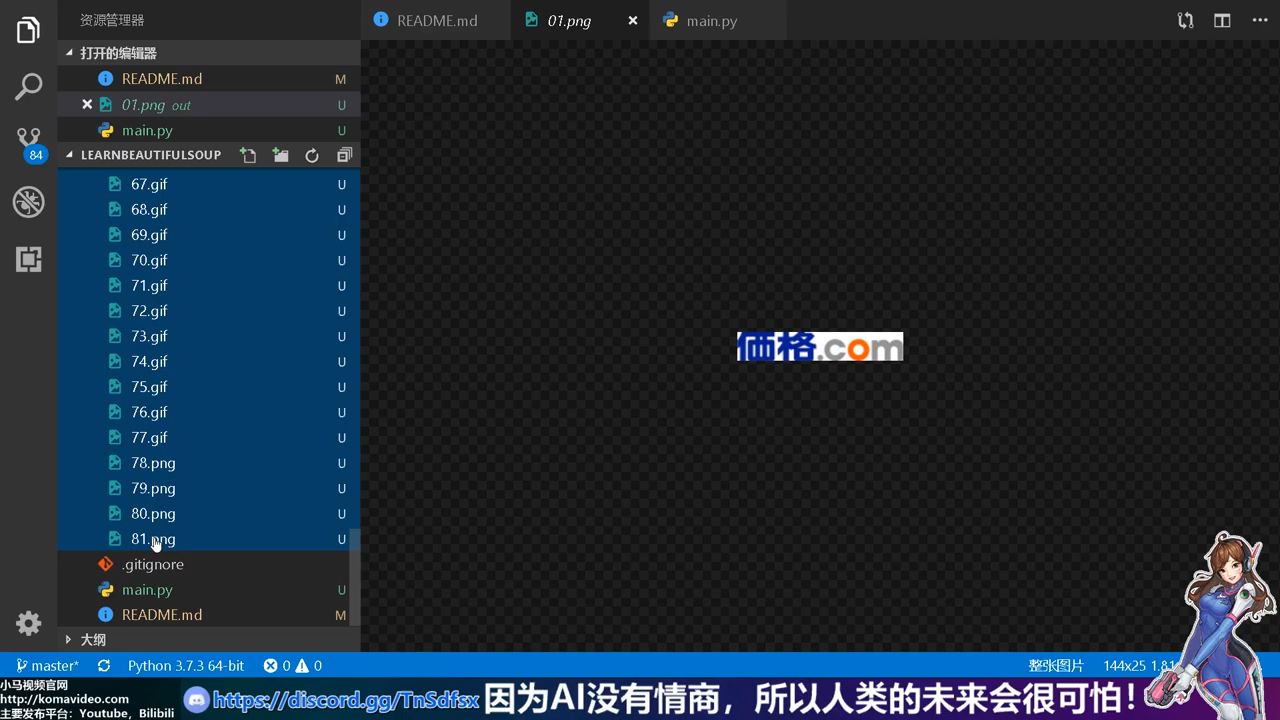 资源管理器
README.md
01.png
main.py
打开的编辑器
README.md M
01.png out U
main.py U
84
LEARNBEAUTIFULSOUP
67.gif U
68.gif U
69.gif U
70.gif U
71.gif U
72.gif U
73.gif U
74.gif U
75.gif U
76.gif U
77.gif U
78.png U
79.png U
80.png U
81.png U
.gitignore
main.py U
README.md M
大纲
価格.com
master* Python 3.7.3 64-bit 0 0 整张图片 144x25 1.81
小马视频官网
http://komavideo.com
主要发布平台: Youtube, Bilibili
https://discord.gg/TnSdfsx 因为AI没有情商，所以人类的未来会很可怕！